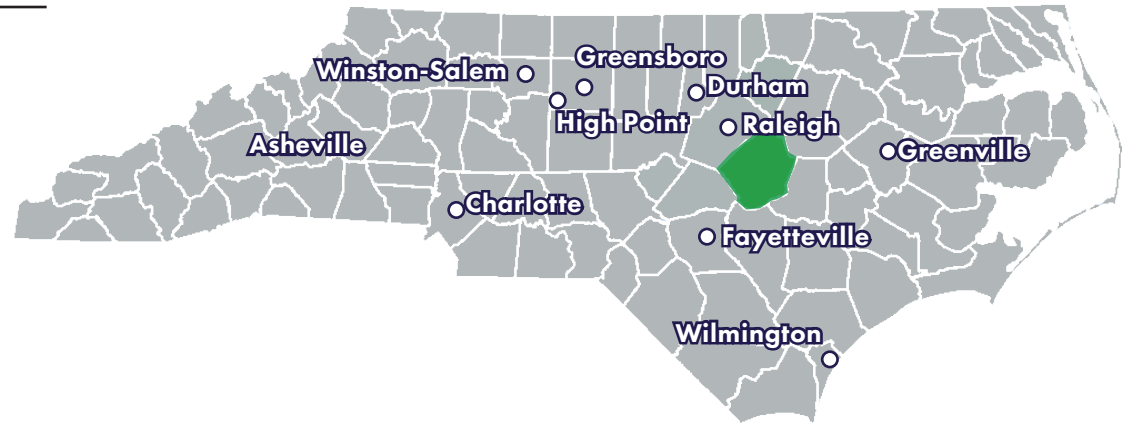 Greensboro
Winston-Salem
Durham
High Point
Raleigh
Asheville
Greenville
Charlotte
Fayetteville
Wilmington